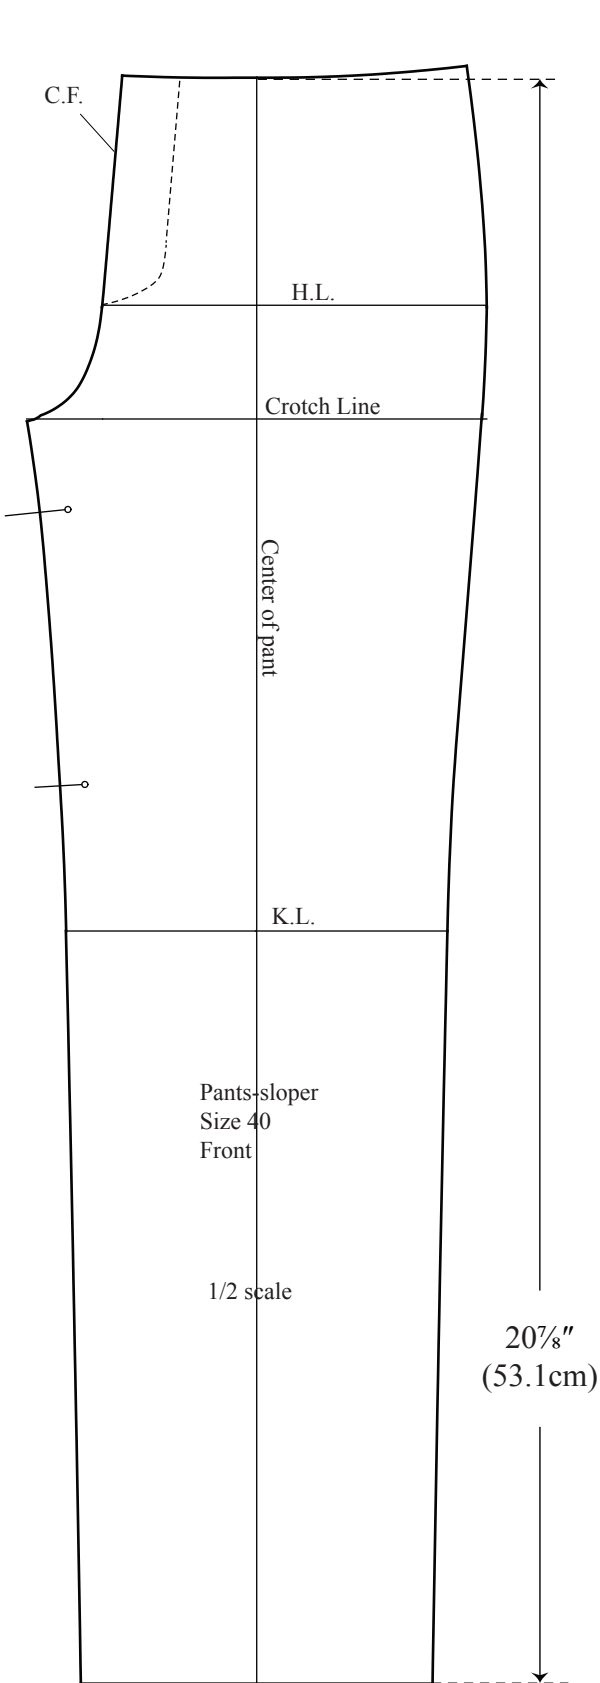 C.F.
H.L.
Crotch Line
Center of pant
K.L.
Pants-sloper
Size 40
Front
1/2 scale
20⅞″
(53.1cm)